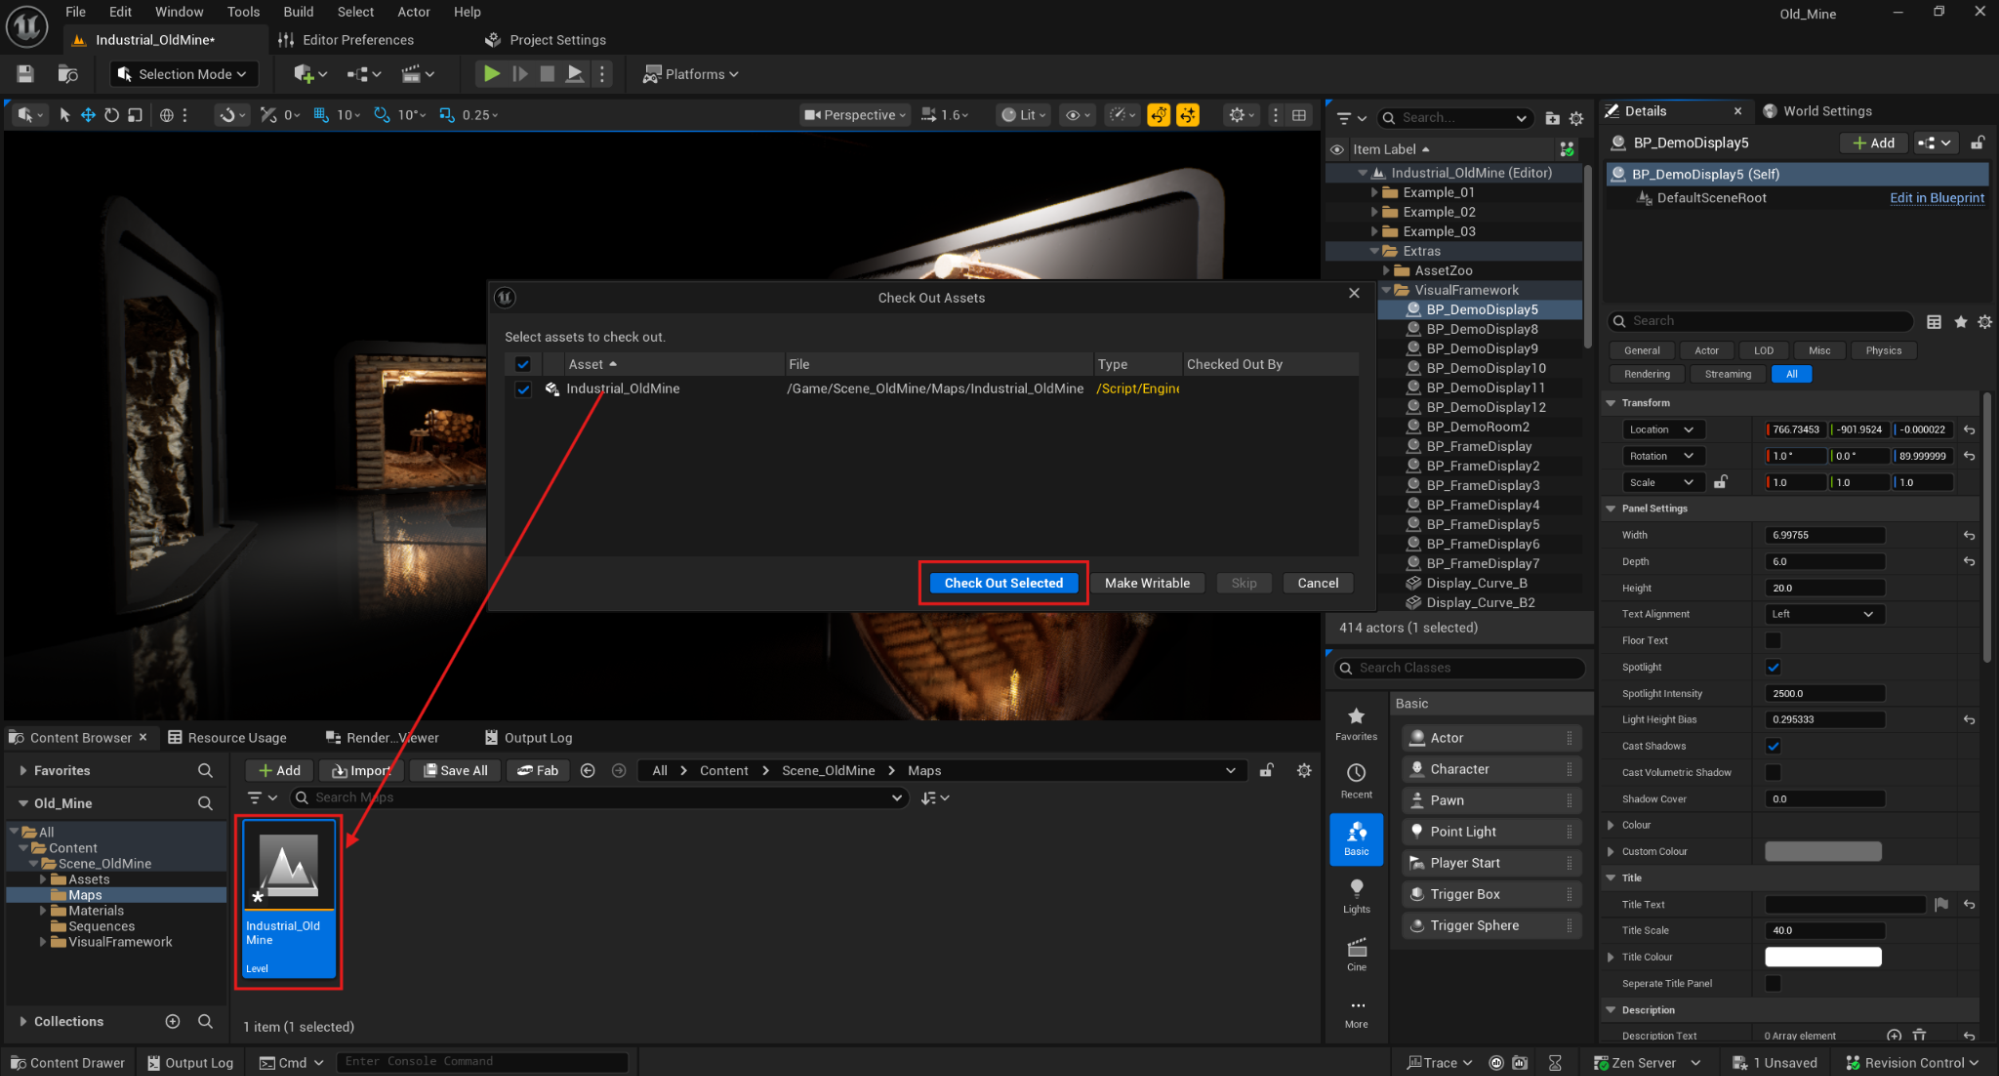 File Edit Window Tools Build Select Actor Help
Old_Mine
Industrial_OldMine*
Editor Preferences
Project Settings
Selection Mode
Platforms
0
10
10°
0.25
Perspective
1.6
Lit
Search...
Item Label
Industrial_OldMine (Editor)
Example_01
Example_02
Example_03
Extras
AssetZoo
VisualFramework
BP_DemoDisplay5
BP_DemoDisplay8
BP_DemoDisplay9
BP_DemoDisplay10
BP_DemoDisplay11
BP_DemoDisplay12
BP_DemoRoom2
BP_FrameDisplay
BP_FrameDisplay2
BP_FrameDisplay3
BP_FrameDisplay4
BP_FrameDisplay5
BP_FrameDisplay6
BP_FrameDisplay7
Display_Curve_B
Display_Curve_B2
414 actors (1 selected)
Check Out Assets
Select assets to check out.
Asset File Type Checked Out By
Industrial_OldMine /Game/Scene_OldMine/Maps/Industrial_OldMine /Script/Engine
Check Out Selected
Make Writable
Skip
Cancel
Details
World Settings
BP_DemoDisplay5
Add
BP_DemoDisplay5 (Self)
DefaultSceneRoot
Edit in Blueprint
Search
General Actor LOD Misc Physics
Rendering Streaming All
Transform
Location 766.73453 -901.9524 -0.000022
Rotation 1.0° 0.0° 89.999999
Scale 1.0 1.0 1.0
Panel Settings
Width 6.99755
Depth 6.0
Height 20.0
Text Alignment Left
Floor Text
Spotlight
Spotlight Intensity 2500.0
Light Height Bias 0.295333
Cast Shadows
Cast Volumetric Shadow
Shadow Cover 0.0
Colour
Custom Colour
Title
Title Text
Title Scale 40.0
Title Colour
Seperate Title Panel
Description
Description Text 0 Array element
Search Classes
Favorites
Recent
Basic
Lights
Cine
More
Basic
Actor
Character
Pawn
Point Light
Player Start
Trigger Box
Trigger Sphere
Content Browser
Resource Usage
Render...Viewer
Output Log
Favorites
Add
Import
Save All
Fab
All > Content > Scene_OldMine > Maps
Old_Mine
Search Maps
All
Content
Scene_OldMine
Assets
Maps
Materials
Sequences
VisualFramework
Industrial_Old
Mine
Level
Collections
1 item (1 selected)
Content Drawer
Output Log
Cmd
Enter Console Command
Trace
Zen Server
1 Unsaved
Revision Control